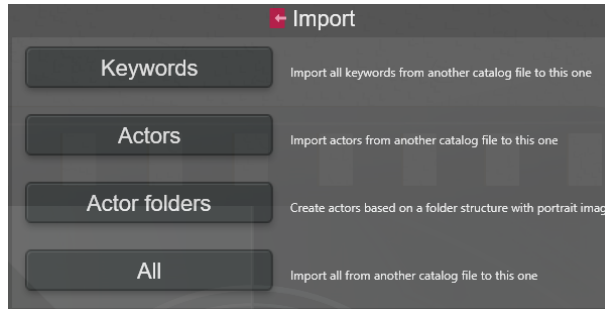 Import
Keywords
Import all keywords from another catalog file to this one
Actors
Import actors from another catalog file to this one
Actor folders
Create actors based on a folder structure with portrait
All
Import all from another catalog file to this one